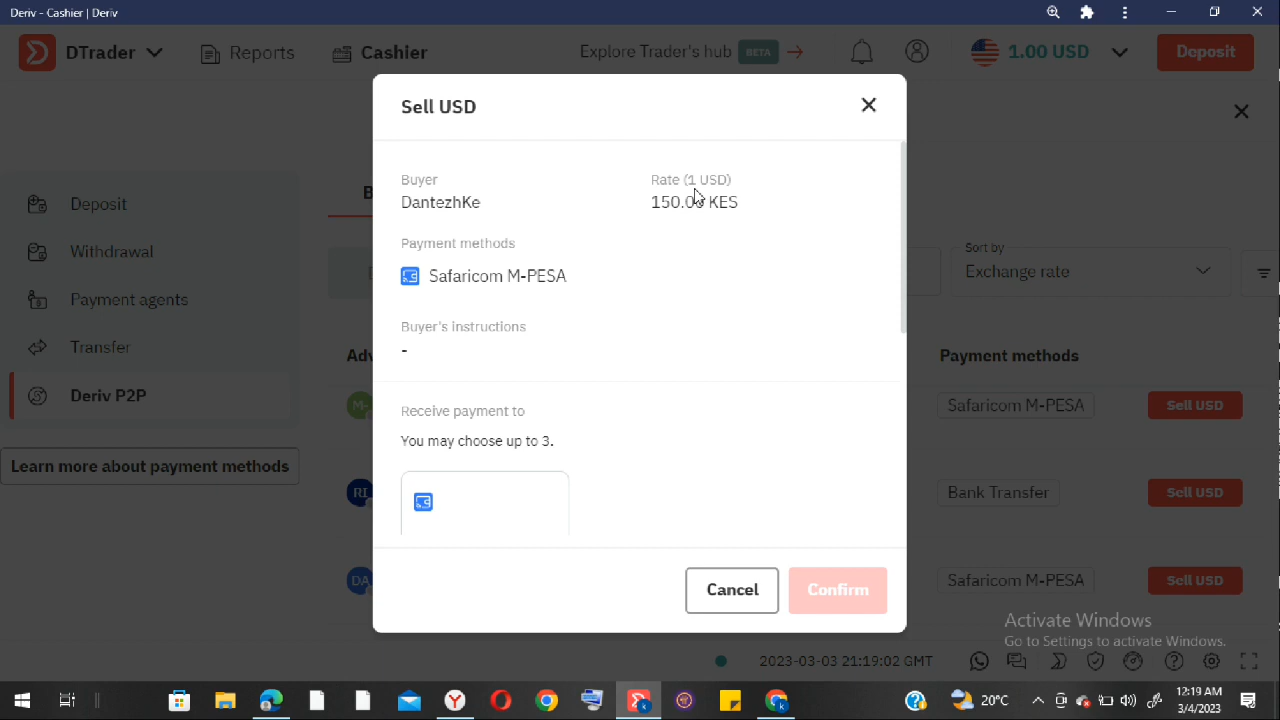 Deriv - Cashier | Deriv
DTrader
Reports
Cashier
Explore Trader's hub BETA
1.00 USD
Deposit
Sell USD
Buyer
DantezhKe
Rate (1 USD)
KES
Payment methods
Safaricom M-PESA
Buyer's instructions
-
Receive payment to
You may choose up to 3.
Cancel
Confirm
Deposit
Withdrawal
Payment agents
Transfer
Deriv P2P
Learn more about payment methods
Sort by
Exchange rate
Payment methods
Safaricom M-PESA
Sell USD
RI
Bank Transfer
Sell USD
DA
Safaricom M-PESA
Sell USD
Activate Windows
Go to Settings to activate Windows.
2023-03-03 21:19:02 GMT
20°C
12:19 AM
3/4/2023